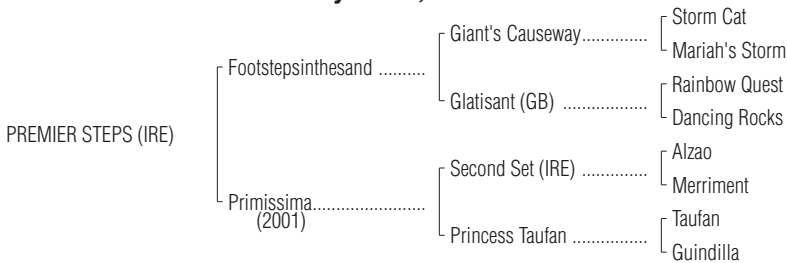 PREMIER STEPS (IRE)
Footstepsinthesand ..........
Primissima.......................
(2001)
Giant's Causeway..............
Glatisant (GB) ..................
Second Set (IRE) ..............
Princess Taufan ................
Storm Cat
Mariah's Storm
Rainbow Quest
Dancing Rocks
Alzao
Merriment
Taufan
Guindilla